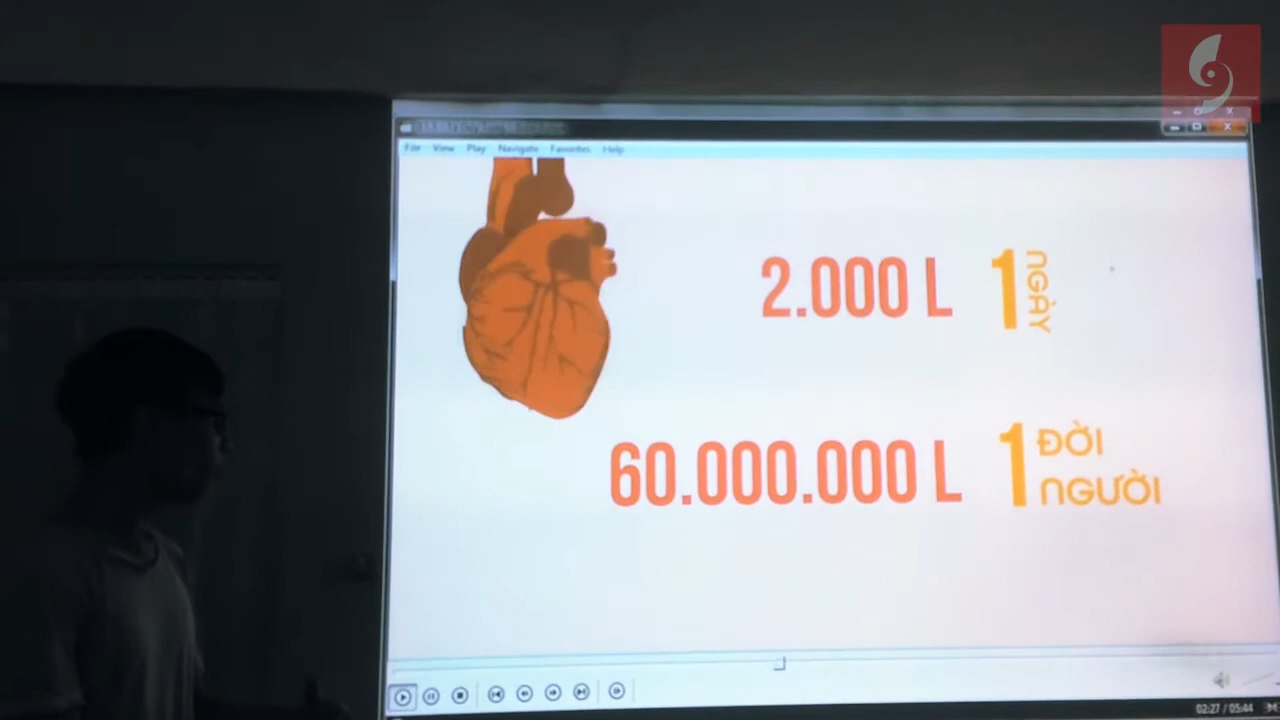 File View Play Navigate Favorites Help
2.000 L 1 NGÀY
60.000.000 L 1 ĐỜI
NGƯỜI
02:27 / 05:44